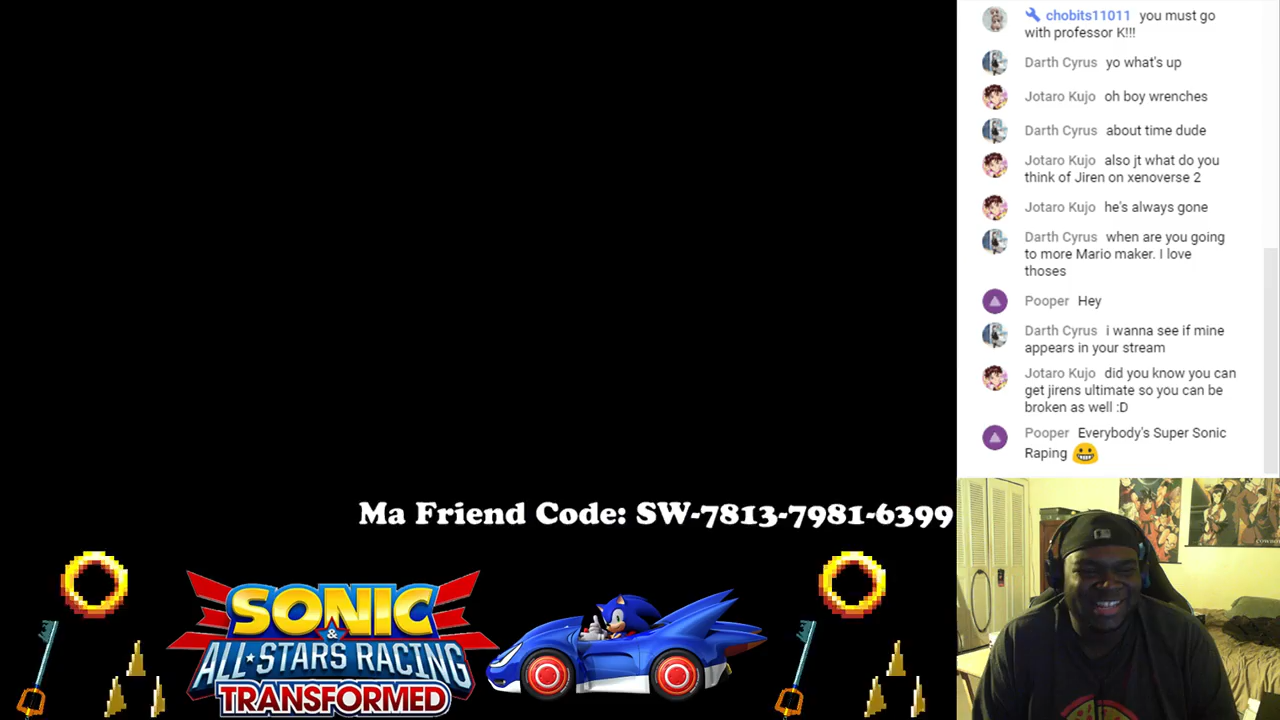 chobits11011 you must go
with professor K!!!
Darth Cyrus yo what's up
Jotaro Kujo oh boy wrenches
Darth Cyrus about time dude
Jotaro Kujo also jt what do you
think of Jiren on xenoverse 2
Jotaro Kujo he's always gone
Darth Cyrus when are you going
to more Mario maker. I love
thoses
Pooper Hey
Darth Cyrus i wanna see if mine
appears in your stream
Jotaro Kujo did you know you can
get jirens ultimate so you can be
broken as well :D
Pooper Everybody's Super Sonic
Raping 😀
Ma Friend Code: SW-7813-7981-6399
SONIC
&
ALL★STARS RACING
TRANSFORMED